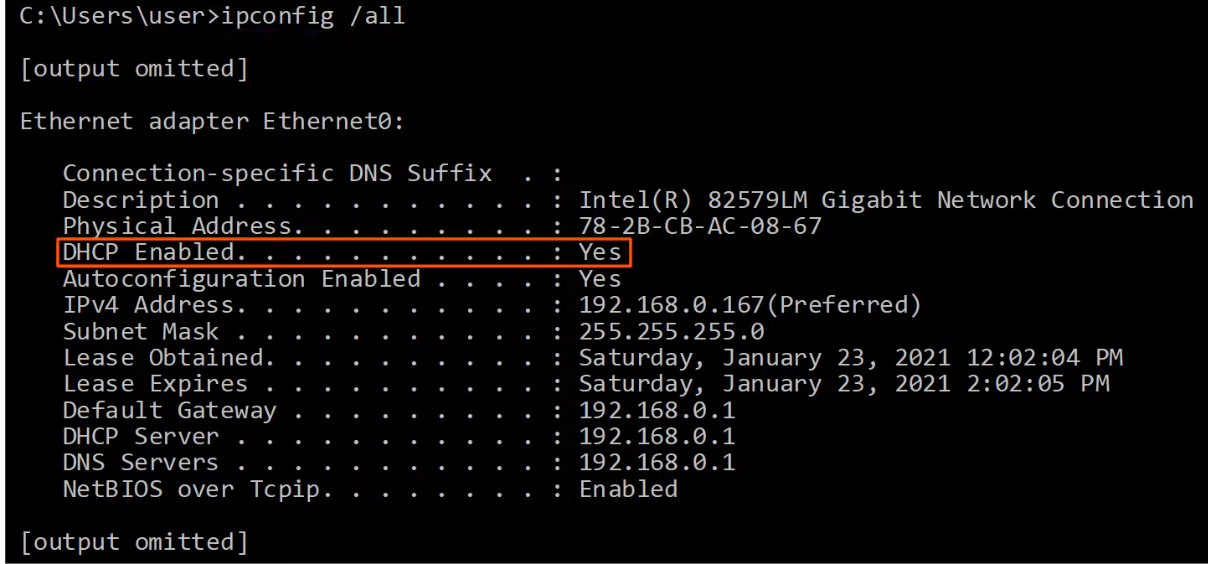 C:\Users\user>ipconfig /all
[output omitted]
Ethernet adapter Ethernet0:
Connection-specific DNS Suffix  . :
Description . . . . . . . . . . . : Intel(R) 82579LM Gigabit Network Connection
Physical Address. . . . . . . . . : 78-2B-CB-AC-08-67
DHCP Enabled. . . . . . . . . . . : Yes
Autoconfiguration Enabled . . . . : Yes
IPv4 Address. . . . . . . . . . . : 192.168.0.167(Preferred)
Subnet Mask . . . . . . . . . . . : 255.255.255.0
Lease Obtained. . . . . . . . . . : Saturday, January 23, 2021 12:02:04 PM
Lease Expires . . . . . . . . . . : Saturday, January 23, 2021 2:02:05 PM
Default Gateway . . . . . . . . . : 192.168.0.1
DHCP Server . . . . . . . . . . . : 192.168.0.1
DNS Servers . . . . . . . . . . . : 192.168.0.1
NetBIOS over Tcpip. . . . . . . . : Enabled
[output omitted]